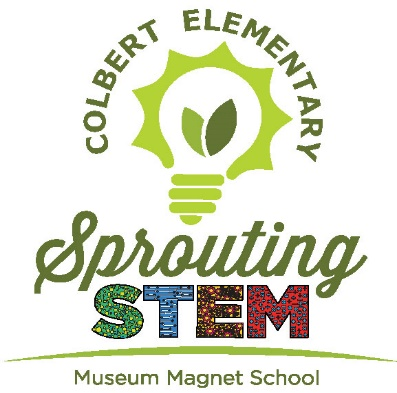 COLBERT ELEMENTARY
Sprouting
STEM
Museum Magnet School